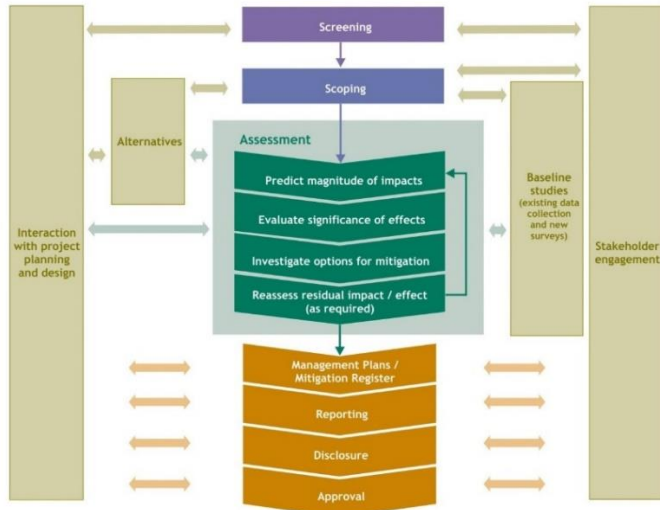 Screening
Scoping
Alternatives
Assessment
Predict magnitude of impacts
Evaluate significance of effects
Investigate options for mitigation
Reassess residual impact / effect
(as required)
Baseline
studies
(existing data
collection
and new
surveys)
Interaction
with project
planning
and design
Stakeholder
engagement
Management Plans /
Mitigation Register
Reporting
Disclosure
Approval